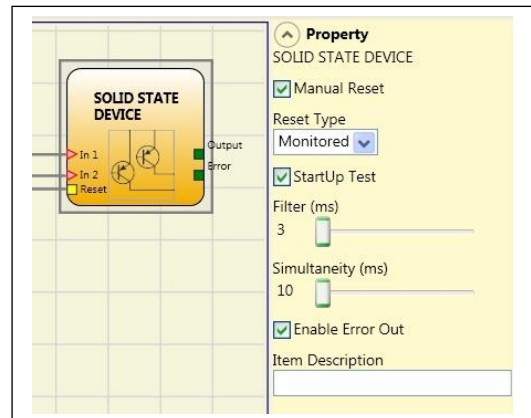 SOLID STATE
DEVICE
In 1
In 2
Reset
Output
Error
Property
SOLID STATE DEVICE
Manual Reset
Reset Type
Monitored
StartUp Test
Filter (ms)
3
Simultaneity (ms)
10
Enable Error Out
Item Description